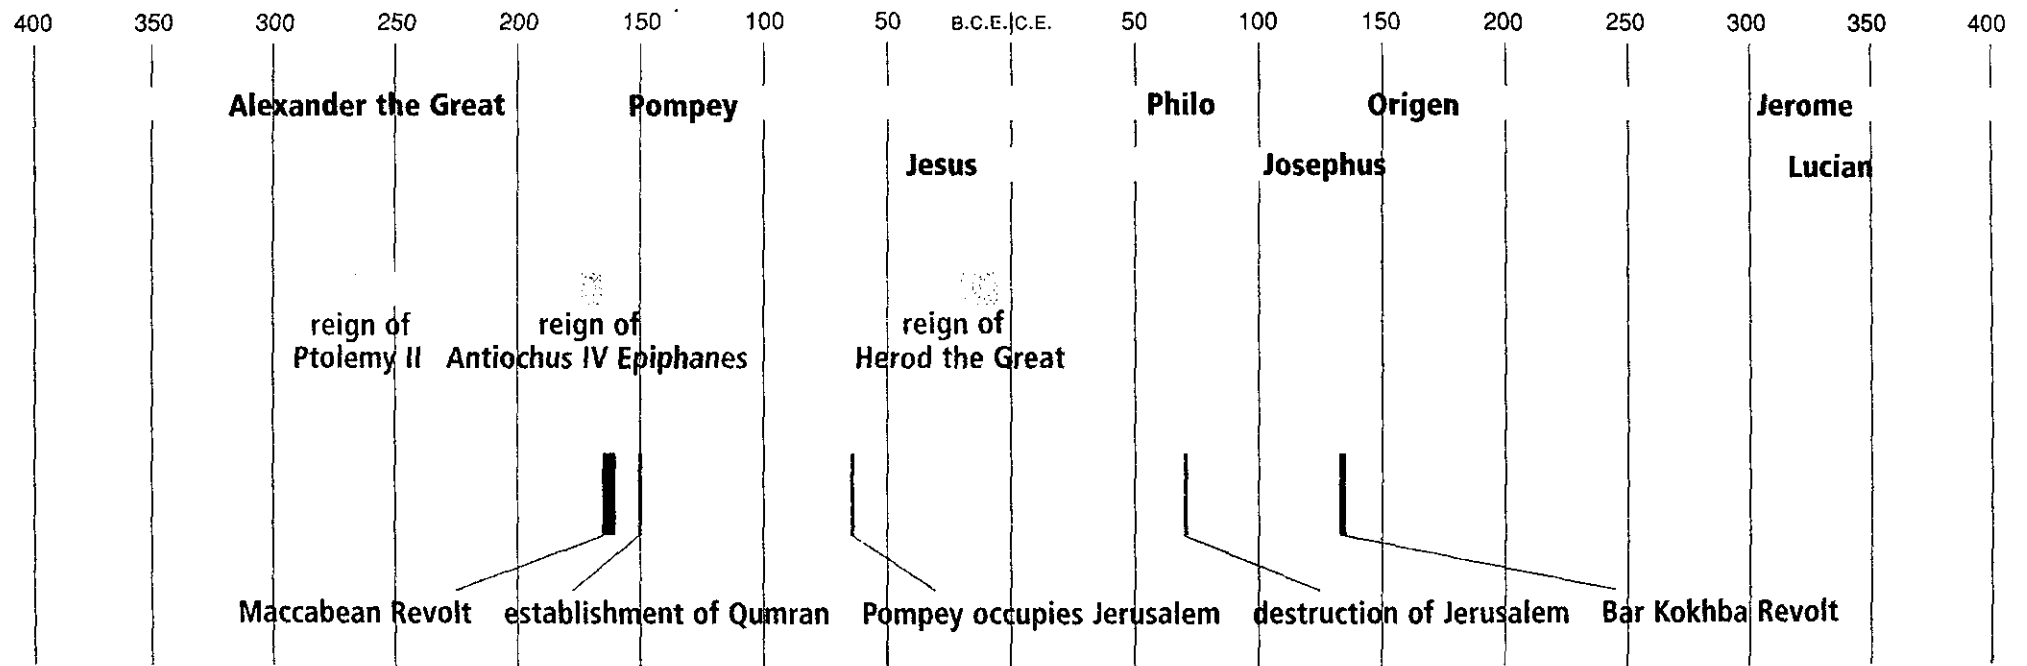 400 350 300 250 200 150 100 50 B.C.E. C.E. 50 100 150 200 250 300 350 400
Alexander the Great Pompey Philo Origen Jerome
Jesus Josephus Lucian
reign of reign of reign of
Ptolemy II Antiochus IV Epiphanes Herod the Great
Maccabean Revolt establishment of Qumran Pompey occupies Jerusalem destruction of Jerusalem Bar Kokhba Revolt